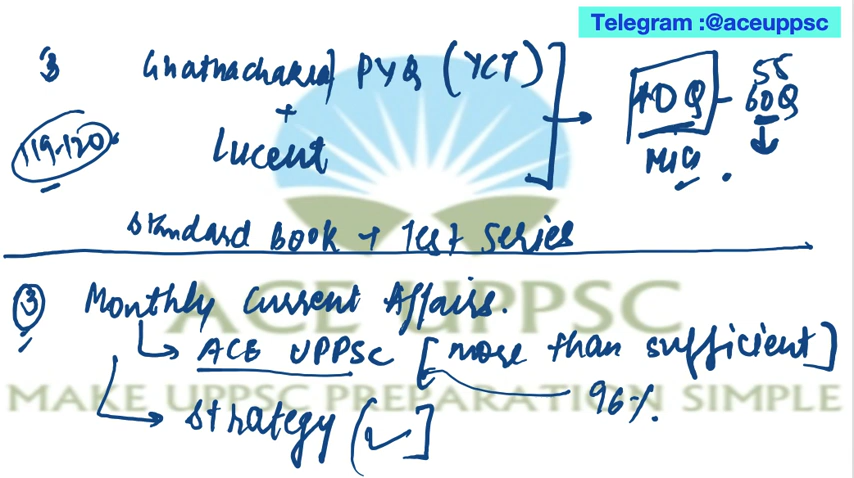 Telegram :@aceuppsc
3 Ghatnachakra PYQ (YCT)
+
Lucent
119-120
40Q - 55
60Q
standard Book + Test Series
3 Monthly Current Affairs.
ACE UPPSC [more than sufficient]
96%.
Strategy
ACE UPPSC
MAKE UPPSC PREPARATION SIMPLE